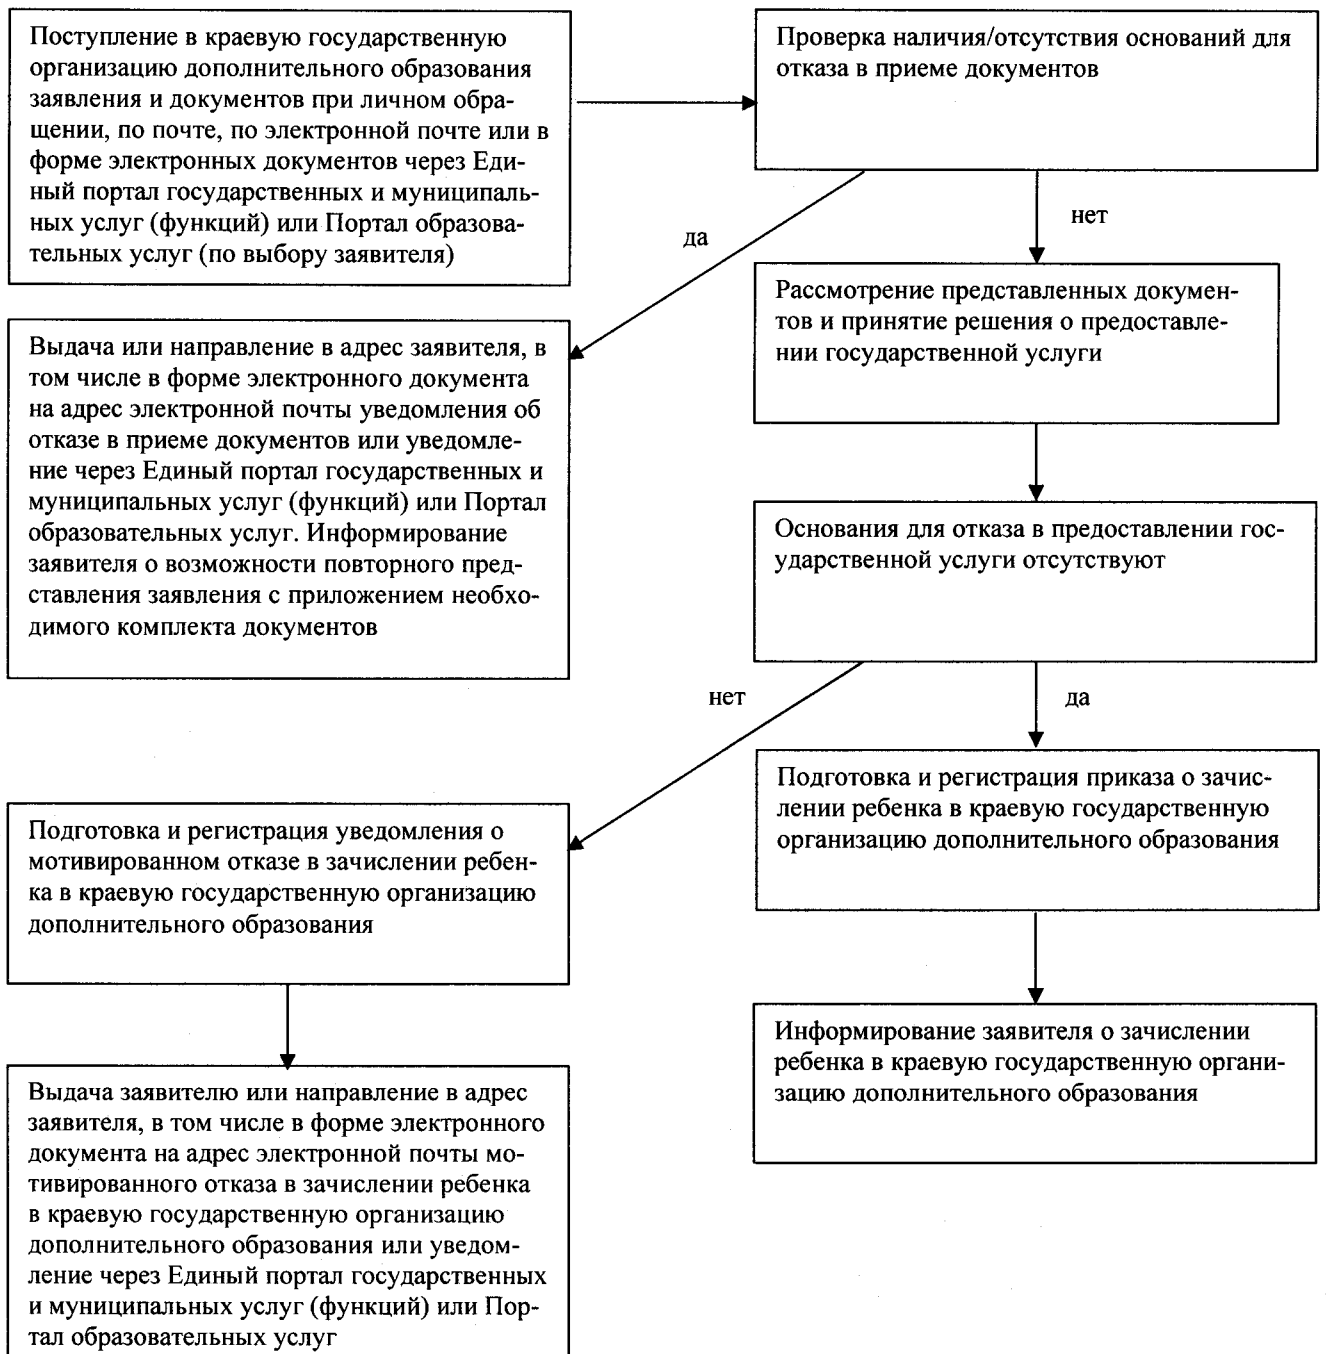 Поступление в краевую государственную
организацию дополнительного образования
заявления и документов при личном обра-
щении, по почте, по электронной почте или в
форме электронных документов через Еди-
ный портал государственных и муниципаль-
ных услуг (функций) или Портал образова-
тельных услуг (по выбору заявителя)
Проверка наличия/отсутствия оснований для
отказа в приеме документов
да
нет
Выдача или направление в адрес заявителя, в
том числе в форме электронного документа
на адрес электронной почты уведомления об
отказе в приеме документов или уведомле-
ние через Единый портал государственных и
муниципальных услуг (функций) или Портал
образовательных услуг. Информирование
заявителя о возможности повторного пред-
ставления заявления с приложением необхо-
димого комплекта документов
Рассмотрение представленных докумен-
тов и принятие решения о предоставле-
нии государственной услуги
Основания для отказа в предоставлении гос-
ударственной услуги отсутствуют
нет
да
Подготовка и регистрация уведомления о
мотивированном отказе в зачислении ребен-
ка в краевую государственную организацию
дополнительного образования
Подготовка и регистрация приказа о зачис-
лении ребенка в краевую государственную
организацию дополнительного образования
Выдача заявителю или направление в адрес
заявителя, в том числе в форме электронного
документа на адрес электронной почты мо-
тивированного отказа в зачислении ребенка
в краевую государственную организацию
дополнительного образования или уведом-
ление через Единый портал государственных
и муниципальных услуг (функций) или Пор-
тал образовательных услуг
Информирование заявителя о зачислении
ребенка в краевую государственную органи-
зацию дополнительного образования